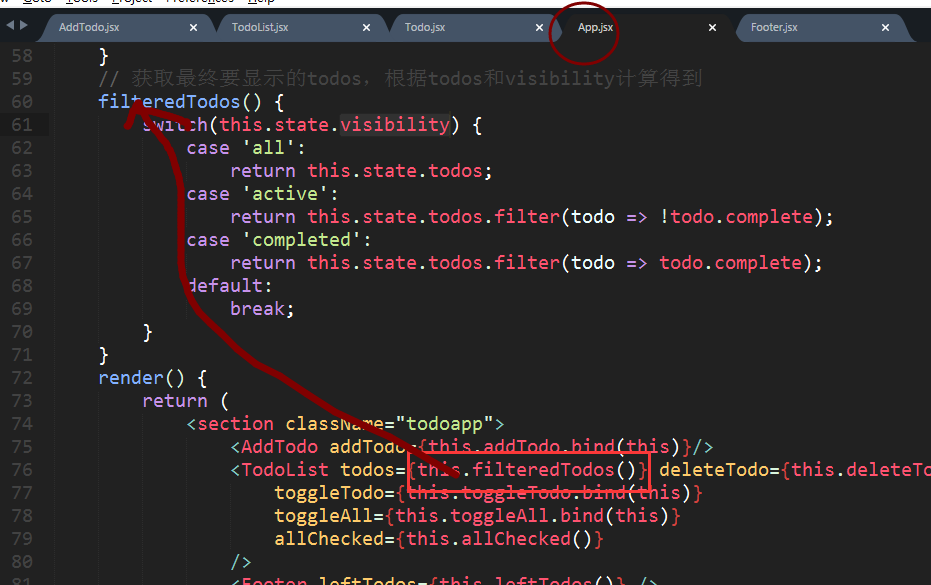 Goto Tools Project Preferences Help
AddTodo.jsx × TodoList.jsx × Todo.jsx × App.jsx × Footer.jsx ×
58 }
59 // 获取最终要显示的todos，根据todos和visibility计算得到
60 filteredTodos() {
61 switch(this.state.visibility) {
62 case 'all':
63 return this.state.todos;
64 case 'active':
65 return this.state.todos.filter(todo => !todo.complete);
66 case 'completed':
67 return this.state.todos.filter(todo => todo.complete);
68 default:
69 break;
70 }
71 }
72 render() {
73 return (
74 <section className="todoapp">
75 <AddTodo addTodo={this.addTodo.bind(this)}/>
76 <TodoList todos={this.filteredTodos()} deleteTodo={this.deleteTo
77 toggleTodo={this.toggleTodo.bind(this)}
78 toggleAll={this.toggleAll.bind(this)}
79 allChecked={this.allChecked()}
80 />
81 <Footer leftTodos={this.leftTodos()} />